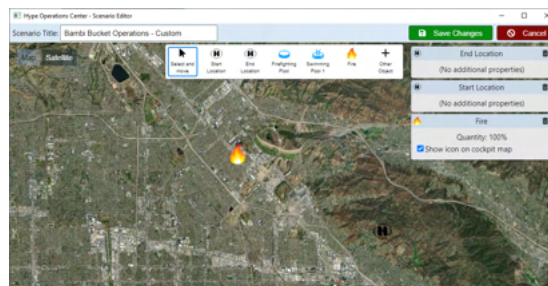 Hype Operations Center - Scenario Editor
Scenario Title: Bambi Bucket Operations - Custom
Save Changes
Cancel
Map Satellite
Select and move
Start Location
End Location
Firefighting Pool
Swimming Pool 1
Fire
Other Object
H End Location
(No additional properties)
H Start Location
(No additional properties)
Fire
Quantity: 100%
Show icon on cockpit map
H